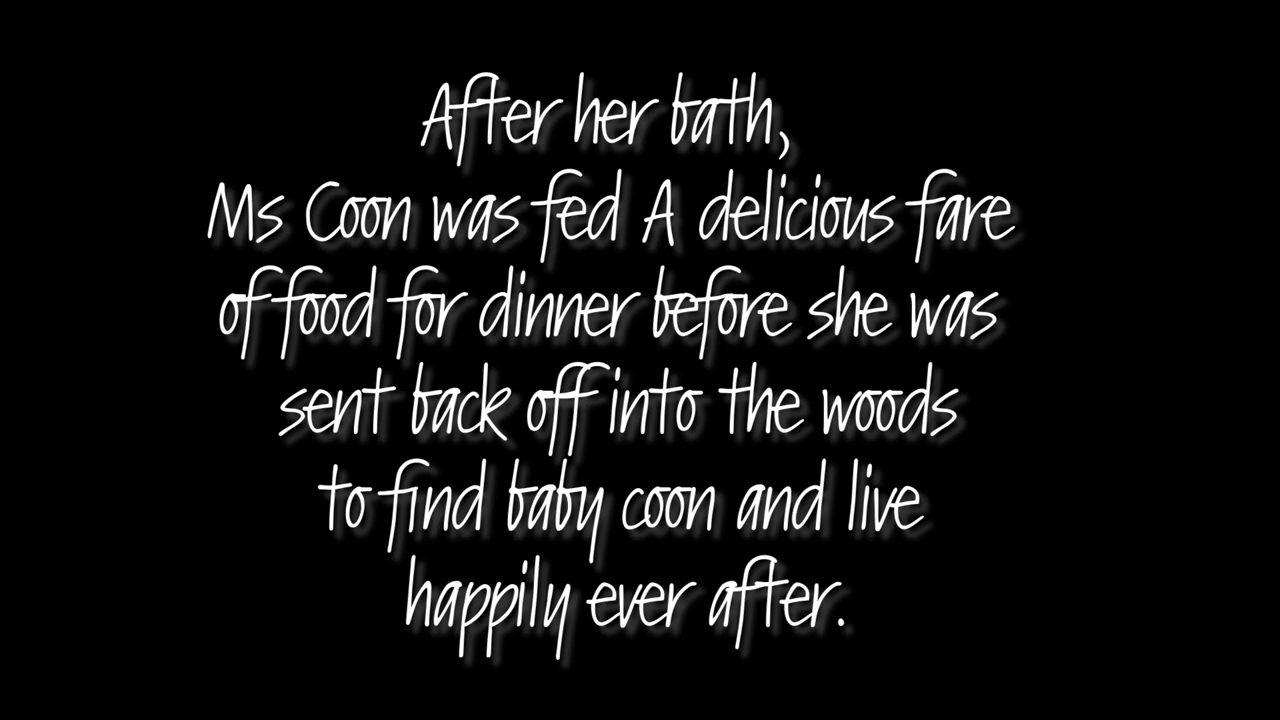 After her bath,
Ms Coon was fed A delicious fare
of food for dinner before she was
sent back off into the woods
to find baby coon and live
happily ever after.